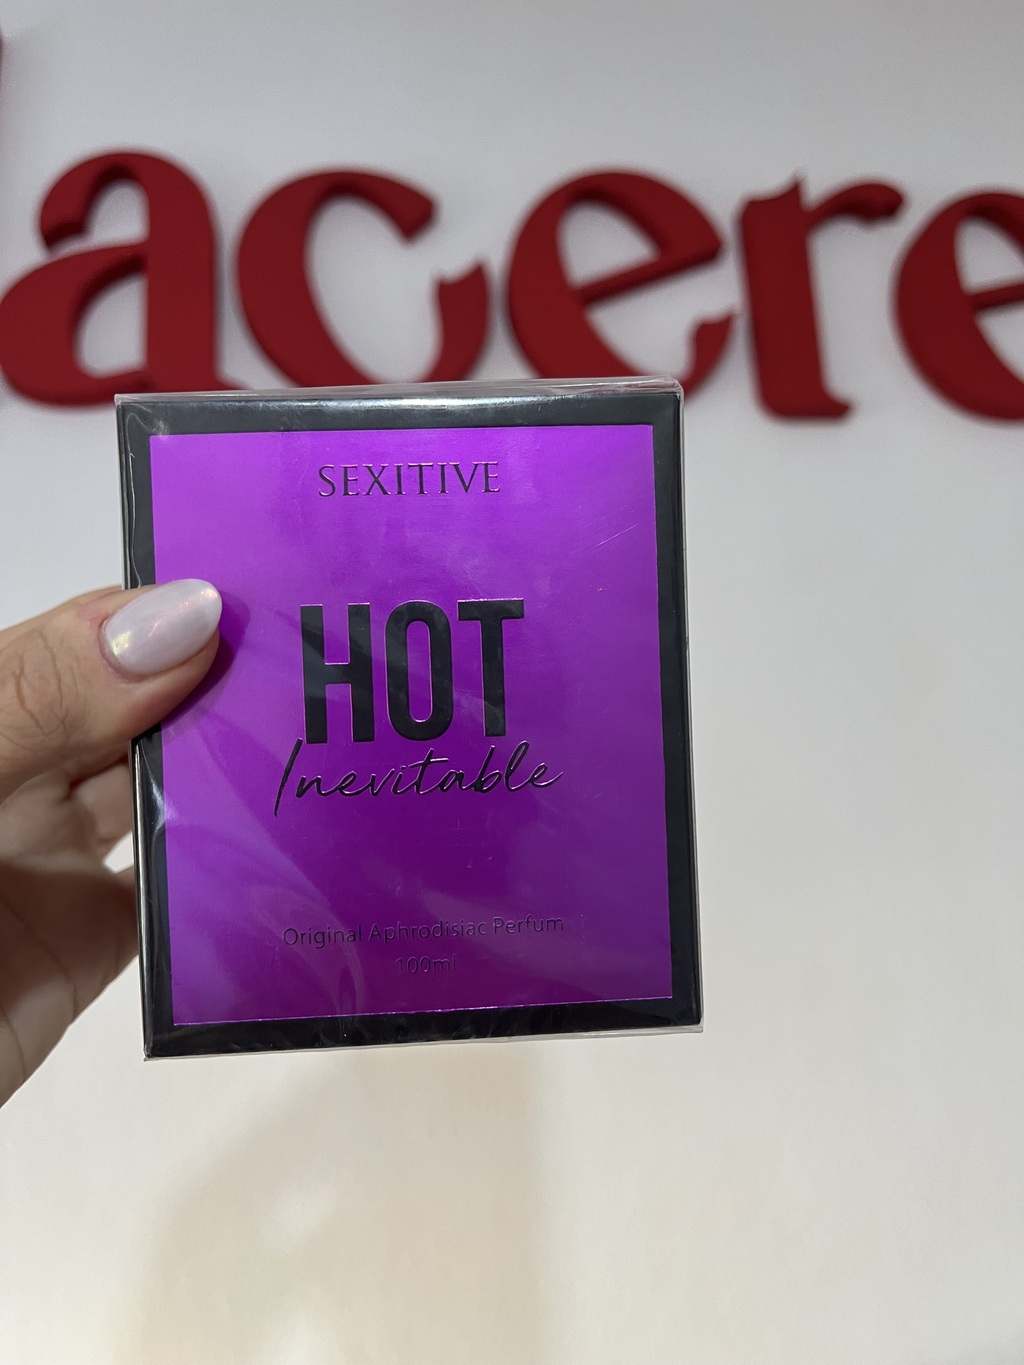 acere
SEXITIVE
HOT
Inevitable
Original Aphrodisiac Perfum
100ml